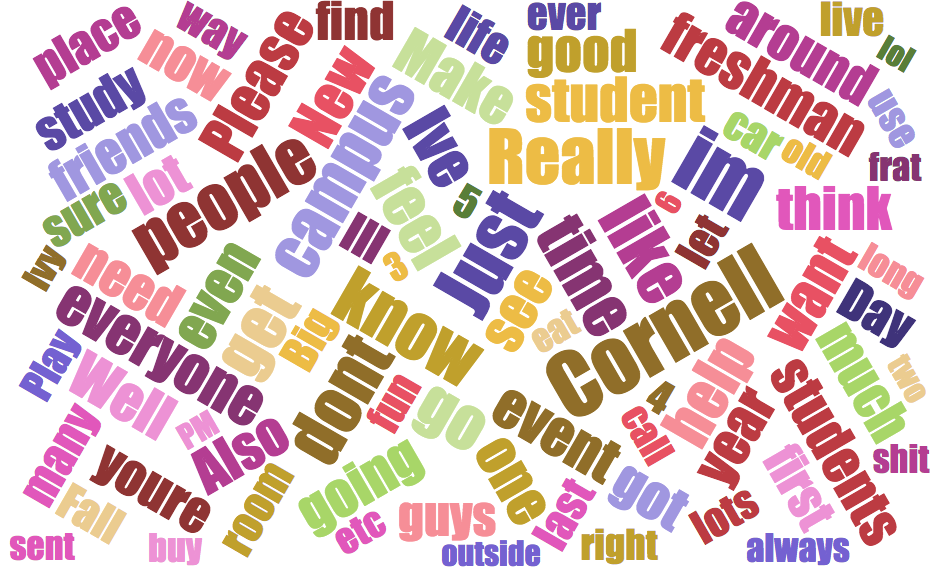 place
way
now
Please
find
New
Make
life
ever
good
student
Really
freshman
around
live
lol
use
frat
car
old
study
friends
sure
lot
people
campus
Ive
5
feel
Ill
3
Just
im
6
let
think
Ivy
need
even
get
Big
know
see
eat
time
like
Cornell
want
long
Day
everyone
Play
Well
PM
Also
dont
fun
go
event
4
call
help
year
students
much
two
many
youre
Fall
room
going
etc
guys
one
last
got
lots
first
shit
sent
buy
outside
right
always